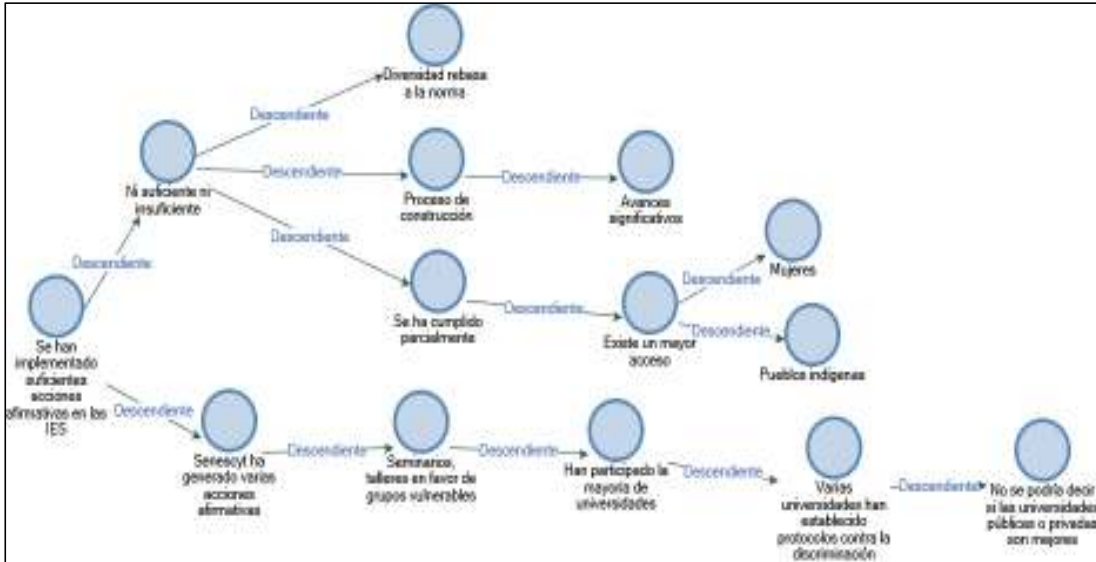 Diversidad rebasa
a la norma
Descendiente
Ni suficiente ni
insuficiente
Descendiente
Proceso de
construcción
Descendiente
Avances
significativos
Descendiente
Descendiente
Se ha cumplido
parcialmente
Descendiente
Existe un mayor
acceso
Descendiente
Mujeres
Descendiente
Pueblos indígenas
Se han
implementado
suficientes
acciones
afirmativas en las
IES
Descendiente
Senescyt ha
generado varias
acciones
afirmativas
Descendiente
Seminarios,
talleres en favor de
grupos vulnerables
Descendiente
Han participado la
mayoría de
universidades
Descendiente
Varias
universidades han
establecido
protocolos contra la
discriminación
Descendiente
No se podría decir
si las universidades
públicas o privadas
son mejores